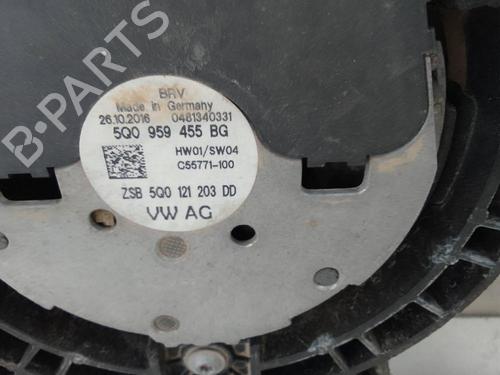 B-PARTS
BRV
Made in Germany
26.10.2016 0481340331
5Q0 959 455 BG
HW01/SW04
C55771-100
ZSB 5Q0 121 203 DD
VW AG